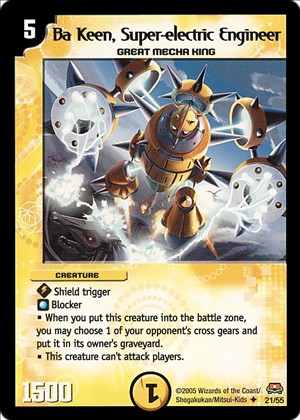 5 Ba Keen, Super-electric Engineer
GREAT MECHA KING
CREATURE
Shield trigger
Blocker
• When you put this creature into the battle zone,
you may choose 1 of your opponent's cross gears and
put it in its owner's graveyard.
• This creature can't attack players.
1500
1
©2005 Wizards of the Coast/
Shogakukan/Mitsui-Kids ✦ 21/55